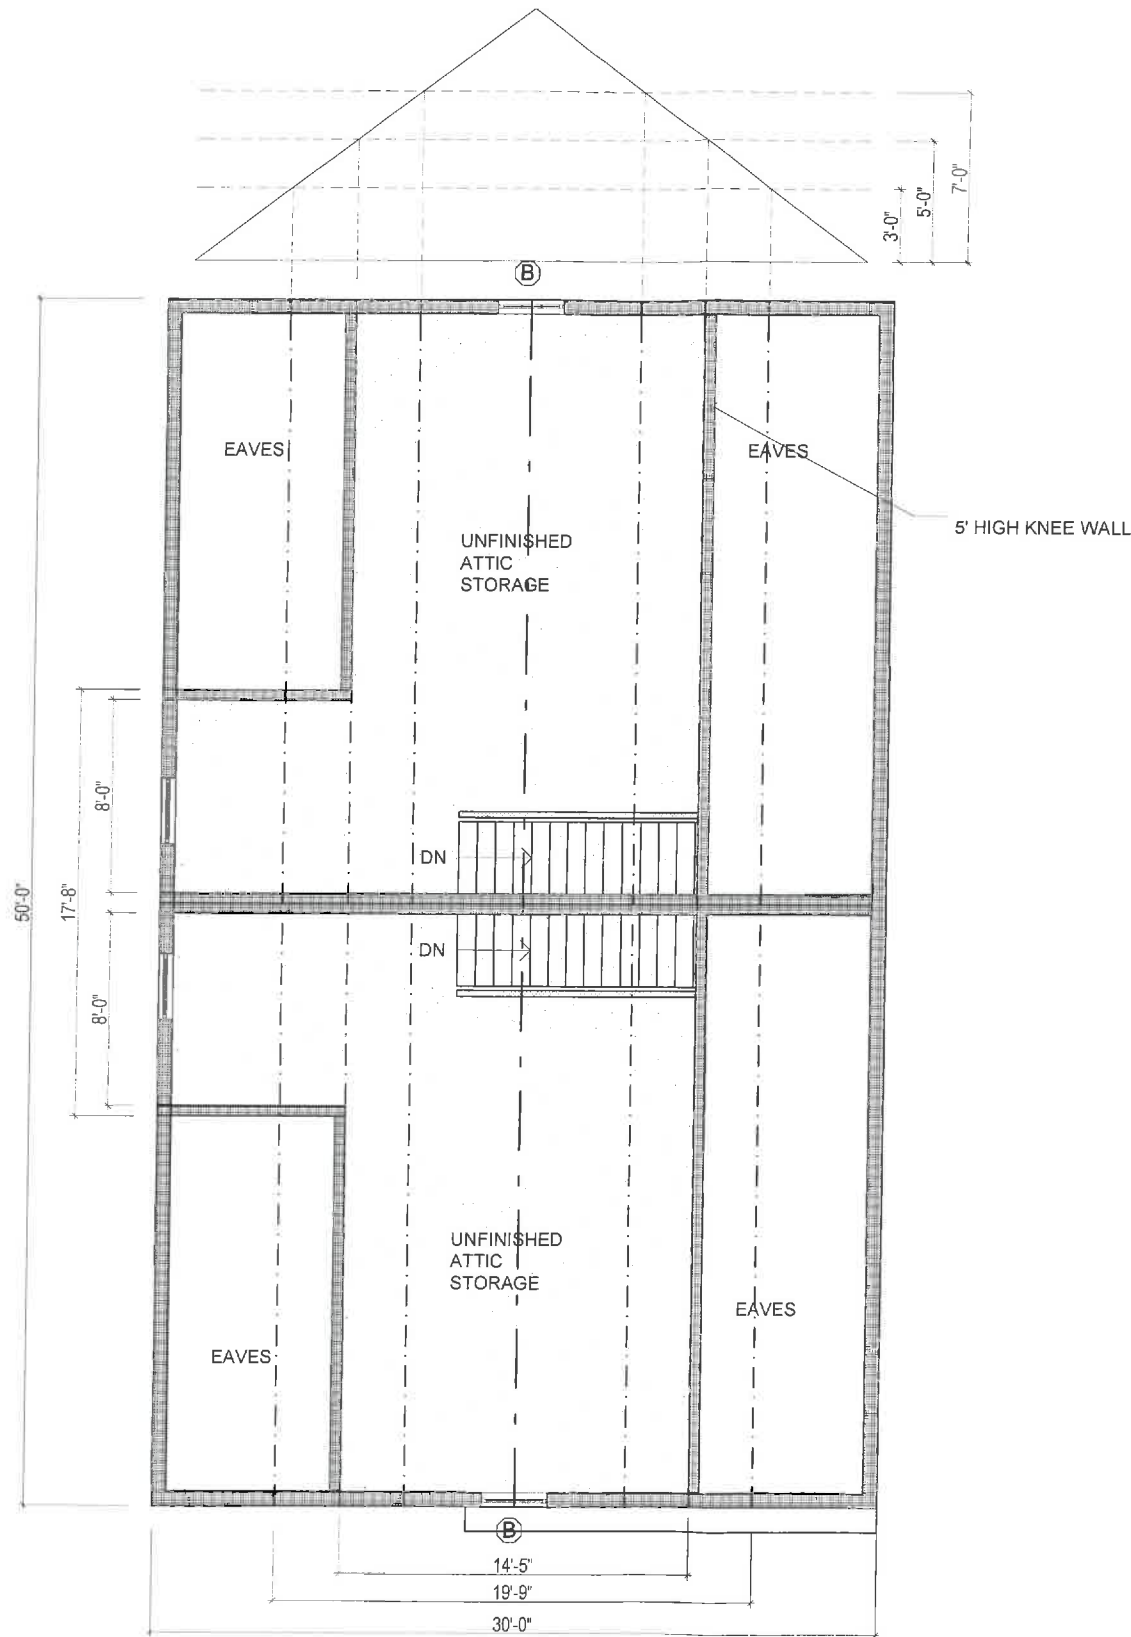 7'-0"
5'-0"
3'-0"
B
EAVES
EAVES
5' HIGH KNEE WALL
UNFINISHED
ATTIC
STORAGE
8'-0"
DN
50'-0"
17'-8"
DN
8'-0"
UNFINISHED
ATTIC
STORAGE
EAVES
EAVES
B
14'-5"
19'-9"
30'-0"